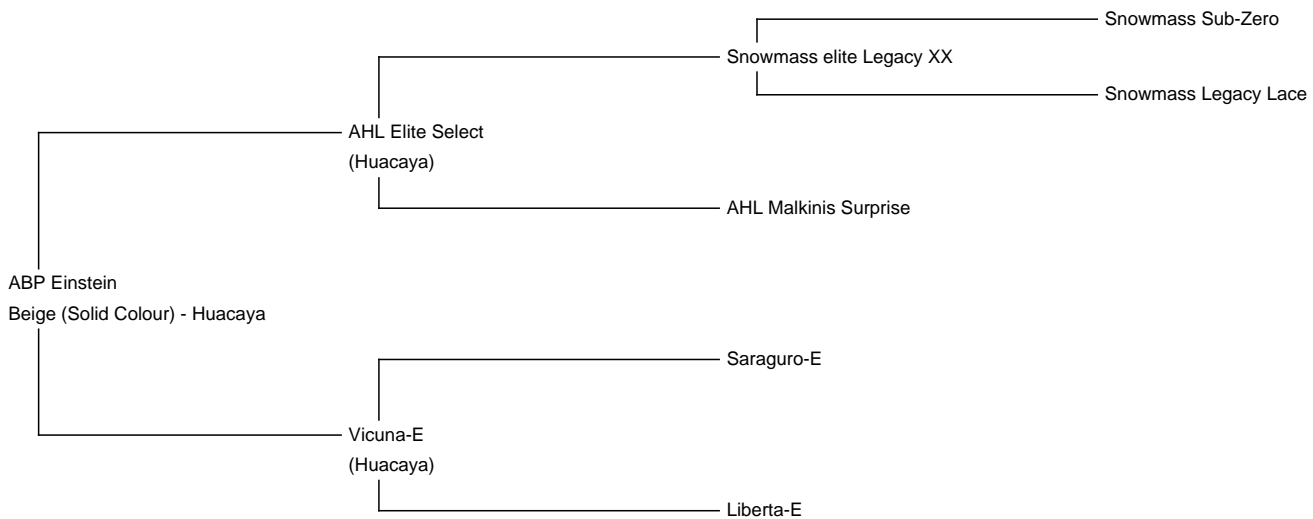 Snowmass Sub-Zero
Snowmass elite Legacy XX
Snowmass Legacy Lace
AHL Elite Select
(Huacaya)
AHL Malkinis Surprise
ABP Einstein
Beige (Solid Colour) - Huacaya
Saraguro-E
Vicuna-E
(Huacaya)
Liberta-E